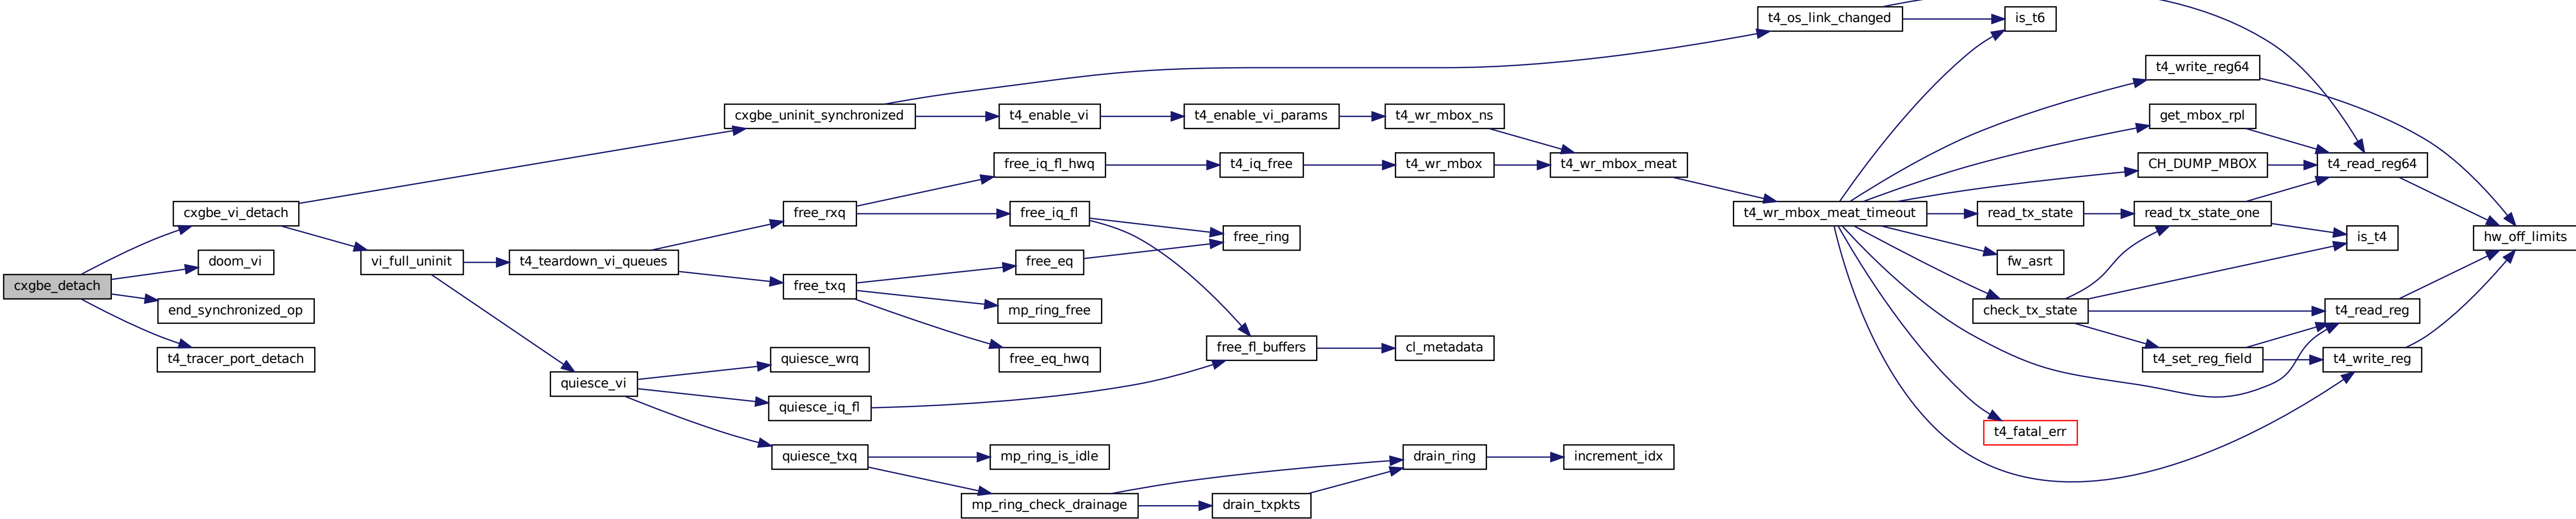 t4_os_link_changed
is_t6
t4_write_reg64
cxgbe_uninit_synchronized
t4_enable_vi
t4_enable_vi_params
t4_wr_mbox_ns
get_mbox_rpl
free_iq_fl_hwq
t4_iq_free
t4_wr_mbox
t4_wr_mbox_meat
CH_DUMP_MBOX
t4_read_reg64
cxgbe_vi_detach
free_rxq
free_iq_fl
t4_wr_mbox_meat_timeout
read_tx_state
read_tx_state_one
free_ring
is_t4
hw_off_limits
doom_vi
vi_full_uninit
t4_teardown_vi_queues
free_eq
fw_asrt
cxgbe_detach
free_txq
end_synchronized_op
mp_ring_free
check_tx_state
t4_read_reg
t4_tracer_port_detach
free_eq_hwq
free_fl_buffers
cl_metadata
quiesce_wrq
t4_set_reg_field
t4_write_reg
quiesce_vi
quiesce_iq_fl
t4_fatal_err
quiesce_txq
mp_ring_is_idle
drain_ring
increment_idx
mp_ring_check_drainage
drain_txpkts